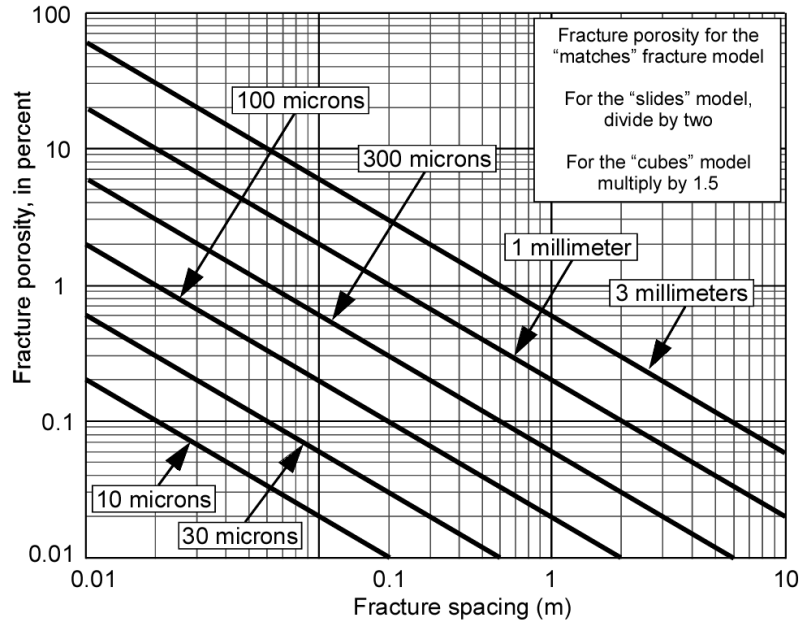 100
10
1
0.1
0.01
Fracture porosity, in percent
Fracture porosity for the
“matches” fracture model
For the “slides” model,
divide by two
For the “cubes” model
multiply by 1.5
100 microns
300 microns
1 millimeter
3 millimeters
10 microns
30 microns
0.01
0.1
1
10
Fracture spacing (m)